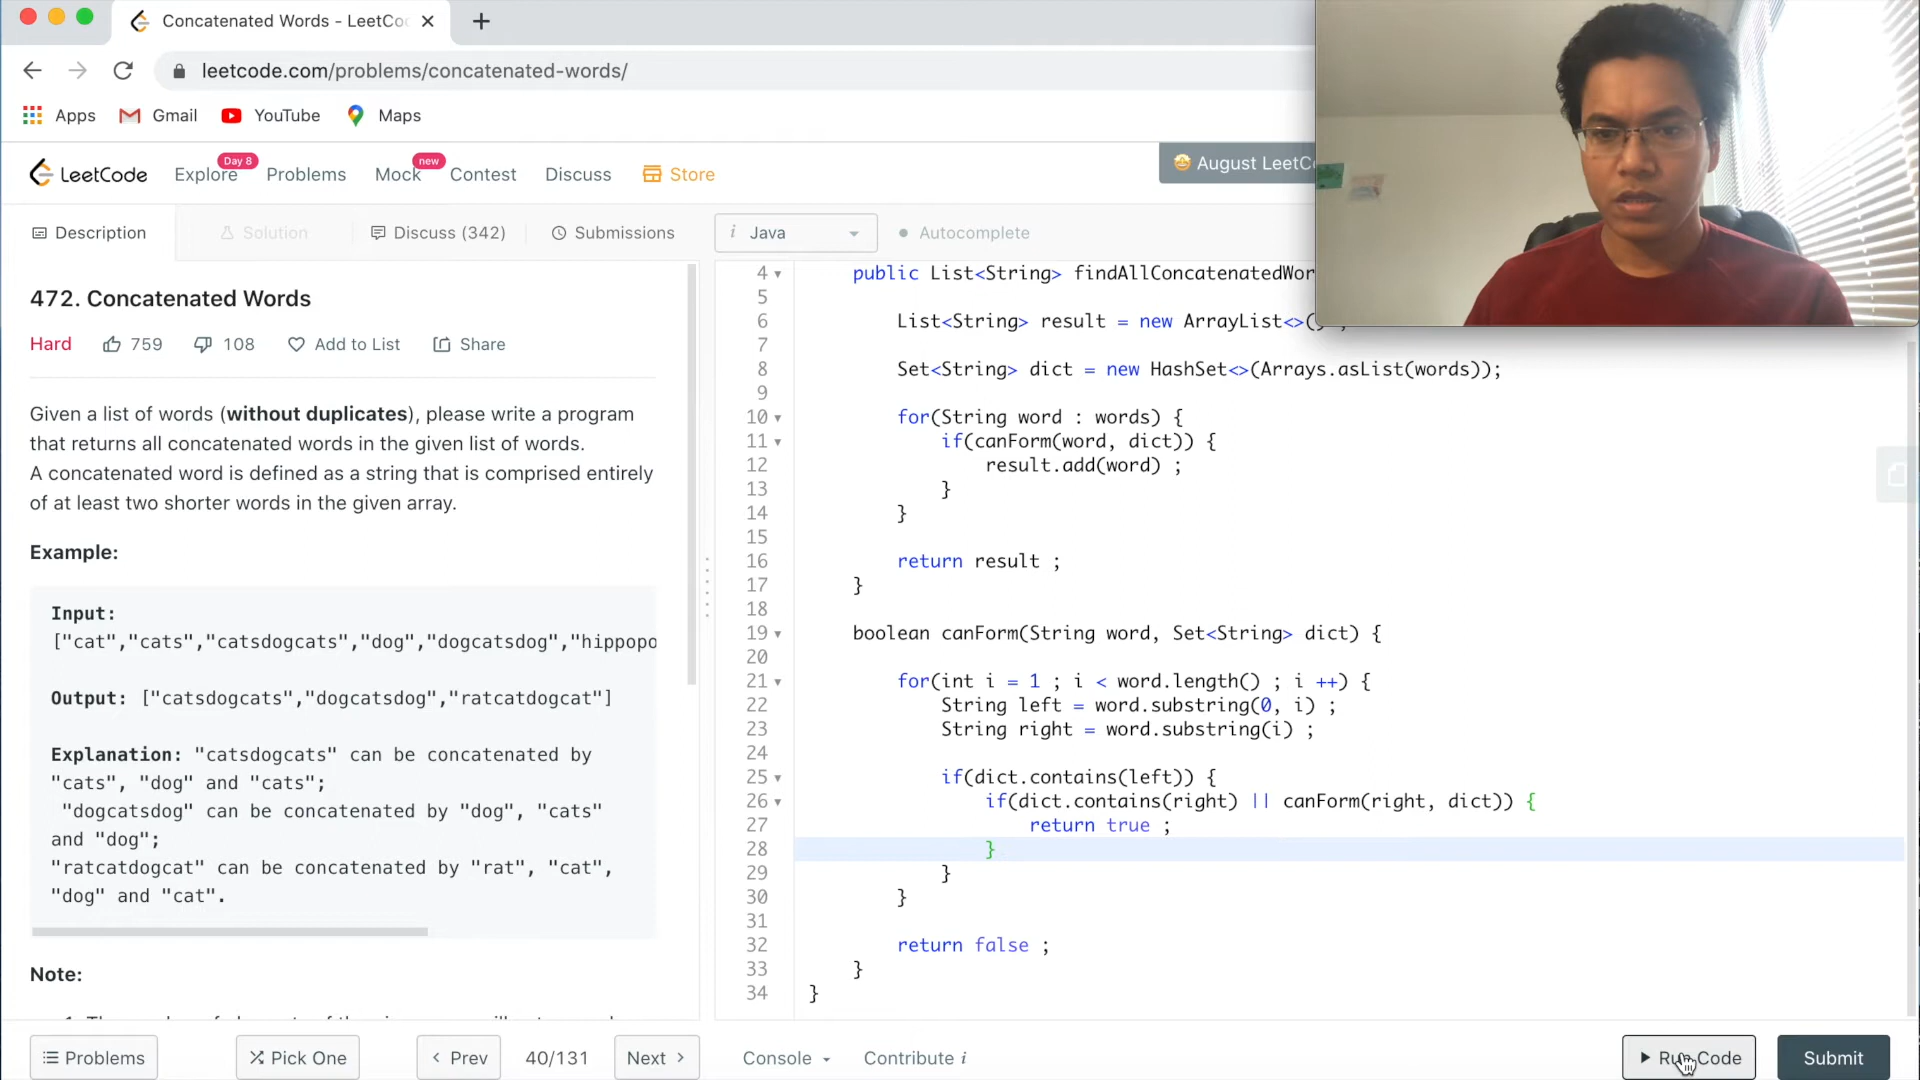 Concatenated Words - LeetCo
leetcode.com/problems/concatenated-words/
Apps Gmail YouTube Maps
LeetCode Explore Day 8 Problems Mock new Contest Discuss Store August LeetC
Description Solution Discuss (342) Submissions i Java Autocomplete
472. Concatenated Words
Hard 759 108 Add to List Share
Given a list of words (without duplicates), please write a program
that returns all concatenated words in the given list of words.
A concatenated word is defined as a string that is comprised entirely
of at least two shorter words in the given array.
Example:
Input:
["cat","cats","catsdogcats","dog","dogcatsdog","hippopo
Output: ["catsdogcats","dogcatsdog","ratcatdogcat"]
Explanation: "catsdogcats" can be concatenated by
"cats", "dog" and "cats";
"dogcatsdog" can be concatenated by "dog", "cats"
and "dog";
"ratcatdogcat" can be concatenated by "rat", "cat",
"dog" and "cat".
Note:
4 public List<String> findAllConcatenatedWor
5
6 List<String> result = new ArrayList<>() ;
7
8 Set<String> dict = new HashSet<>(Arrays.asList(words));
9
10 for(String word : words) {
11 if(canForm(word, dict)) {
12 result.add(word) ;
13 }
14 }
15
16 return result ;
17 }
18
19 boolean canForm(String word, Set<String> dict) {
20
21 for(int i = 1 ; i < word.length() ; i ++) {
22 String left = word.substring(0, i) ;
23 String right = word.substring(i) ;
24
25 if(dict.contains(left)) {
26 if(dict.contains(right) || canForm(right, dict)) {
27 return true ;
28 }
29 }
30 }
31
32 return false ;
33 }
34 }
Problems Pick One Prev 40/131 Next Console Contribute i Run Code Submit